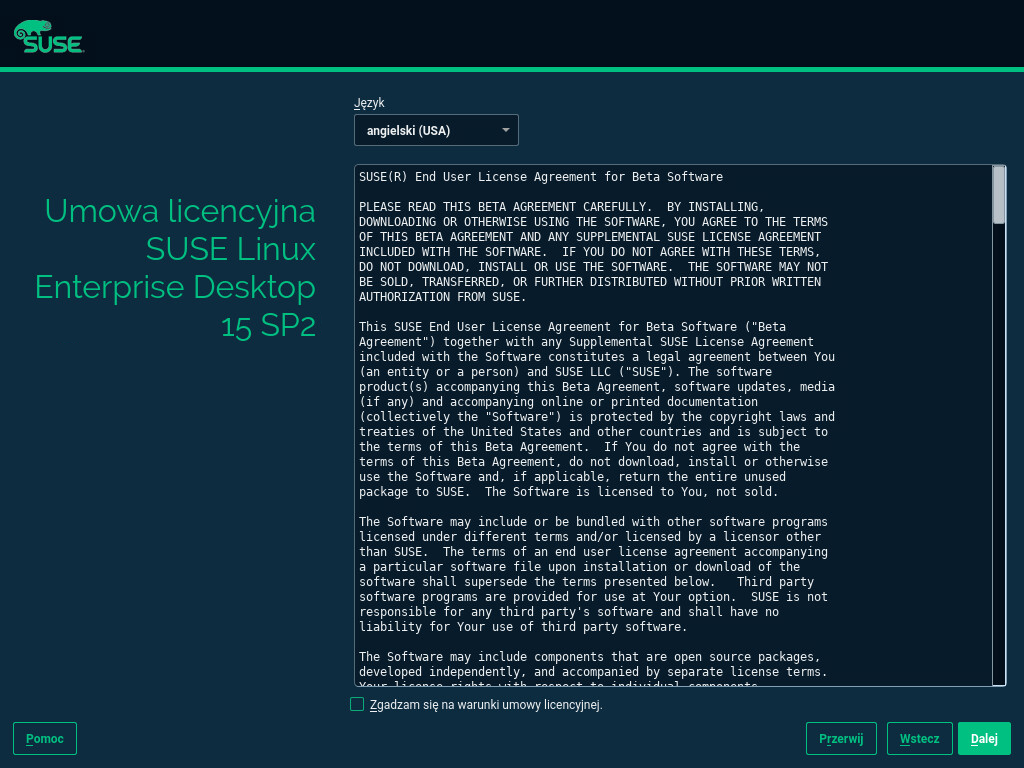 SUSE
Język
angielski (USA)
Umowa licencyjna
SUSE Linux
Enterprise Desktop
15 SP2
SUSE(R) End User License Agreement for Beta Software
PLEASE READ THIS BETA AGREEMENT CAREFULLY.  BY INSTALLING,
DOWNLOADING OR OTHERWISE USING THE SOFTWARE, YOU AGREE TO THE TERMS
OF THIS BETA AGREEMENT AND ANY SUPPLEMENTAL SUSE LICENSE AGREEMENT
INCLUDED WITH THE SOFTWARE.  IF YOU DO NOT AGREE WITH THESE TERMS,
DO NOT DOWNLOAD, INSTALL OR USE THE SOFTWARE.  THE SOFTWARE MAY NOT
BE SOLD, TRANSFERRED, OR FURTHER DISTRIBUTED WITHOUT PRIOR WRITTEN
AUTHORIZATION FROM SUSE.
This SUSE End User License Agreement for Beta Software ("Beta
Agreement") together with any Supplemental SUSE License Agreement
included with the Software constitutes a legal agreement between You
(an entity or a person) and SUSE LLC ("SUSE"). The software
product(s) accompanying this Beta Agreement, software updates, media
(if any) and accompanying online or printed documentation
(collectively the "Software") is protected by the copyright laws and
treaties of the United States and other countries and is subject to
the terms of this Beta Agreement.  If You do not agree with the
terms of this Beta Agreement, do not download, install or otherwise
use the Software and, if applicable, return the entire unused
package to SUSE.  The Software is licensed to You, not sold.
The Software may include or be bundled with other software programs
licensed under different terms and/or licensed by a licensor other
than SUSE.  The terms of an end user license agreement accompanying
a particular software file upon installation or download of the
software shall supersede the terms presented below.   Third party
software programs are provided for use at Your option.  SUSE is not
responsible for any third party's software and shall have no
liability for Your use of third party software.
The Software may include components that are open source packages,
developed independently, and accompanied by separate license terms.
Your license rights with respect to individual components
Zgadzam się na warunki umowy licencyjnej.
Pomoc
Przerwij
Wstecz
Dalej